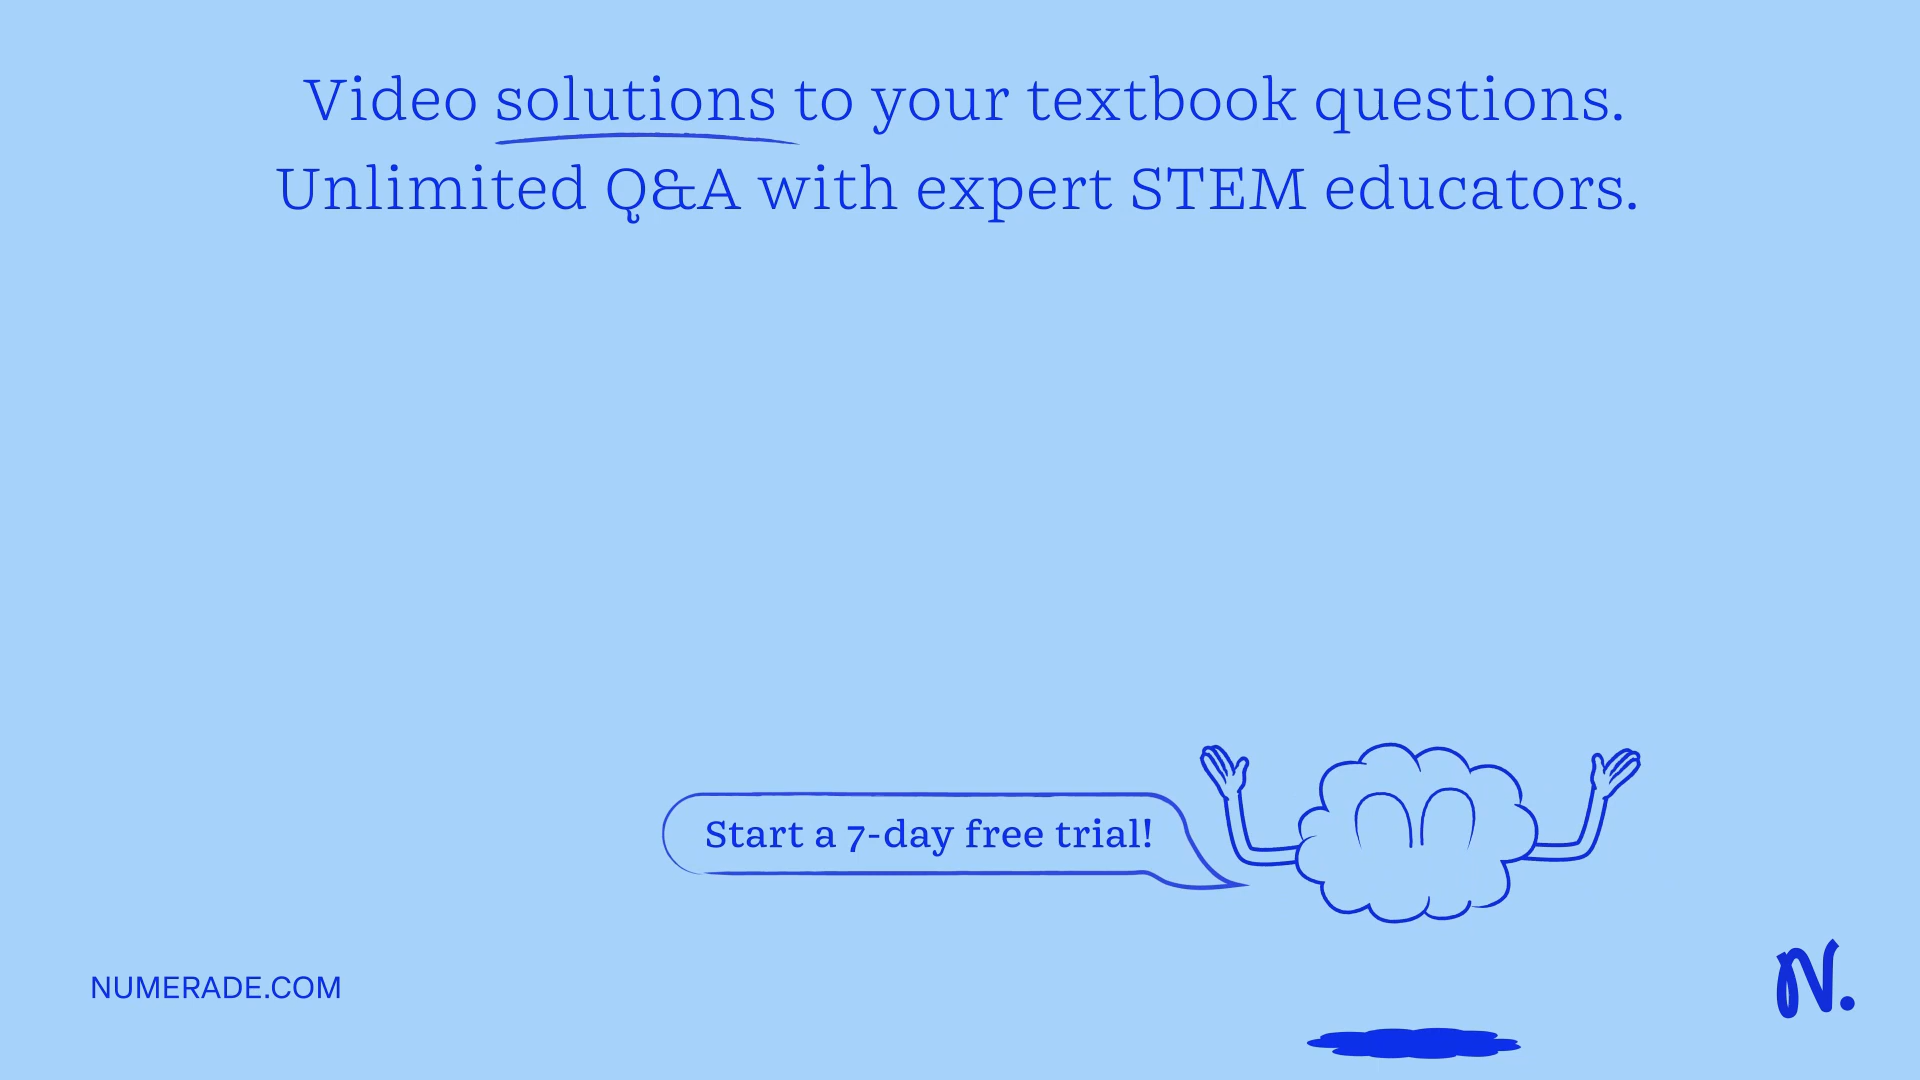 Video solutions to your textbook questions.
Unlimited Q&A with expert STEM educators.
Start a 7-day free trial!
NUMERADE.COM
N.